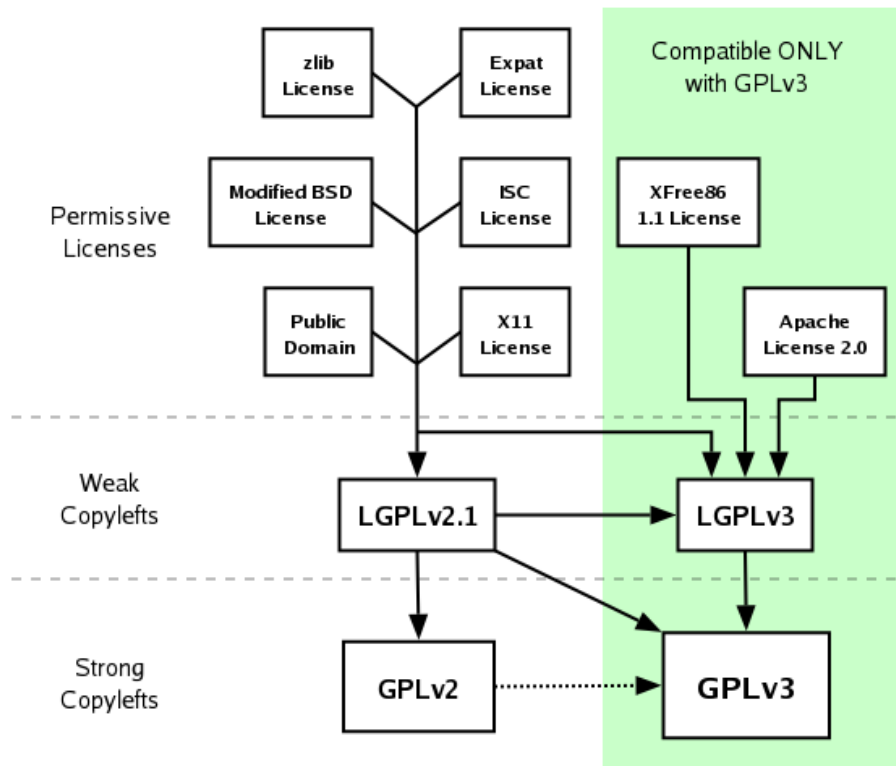 zlib
License
Expat
License
Compatible ONLY
with GPLv3
Permissive
Licenses
Modified BSD
License
ISC
License
XFree86
1.1 License
Public
Domain
X11
License
Apache
License 2.0
Weak
Copylefts
LGPLv2.1
LGPLv3
Strong
Copylefts
GPLv2
GPLv3